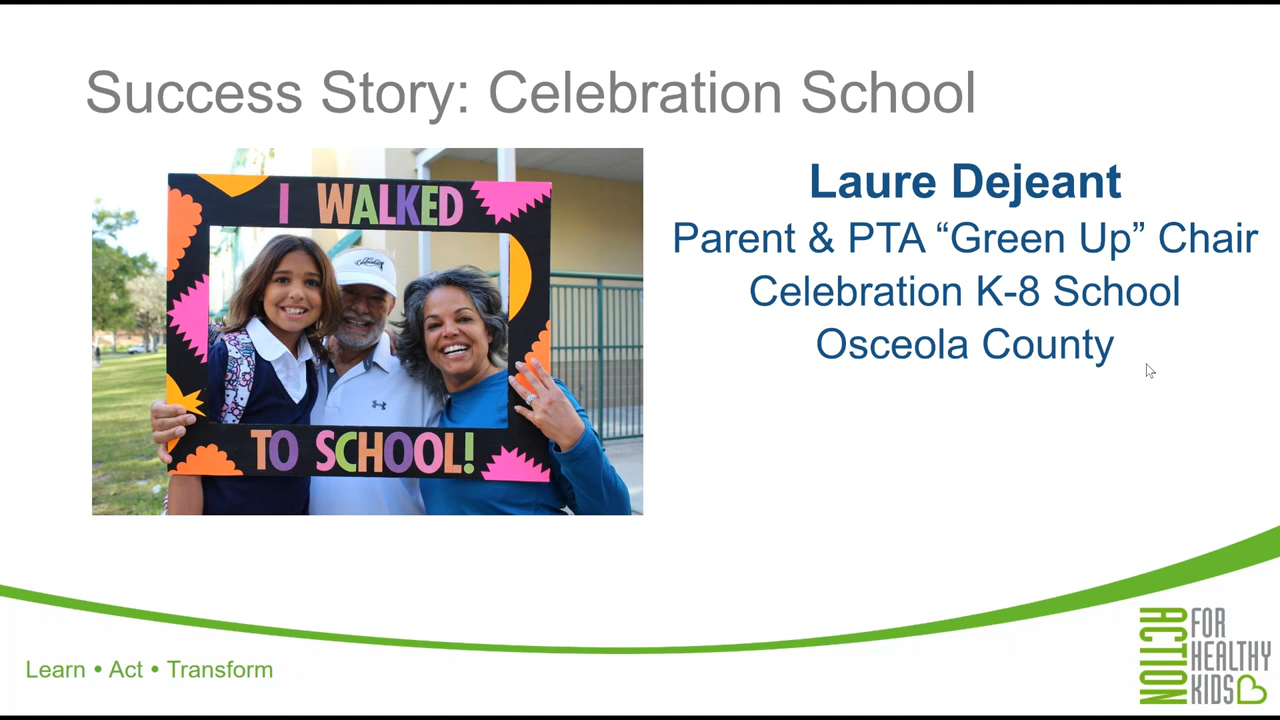 Success Story: Celebration School
I WALKED
TO SCHOOL!
Laure Dejeant
Parent & PTA “Green Up” Chair
Celebration K-8 School
Osceola County
Learn • Act • Transform
ACTION
FOR
HEALTHY
KIDS